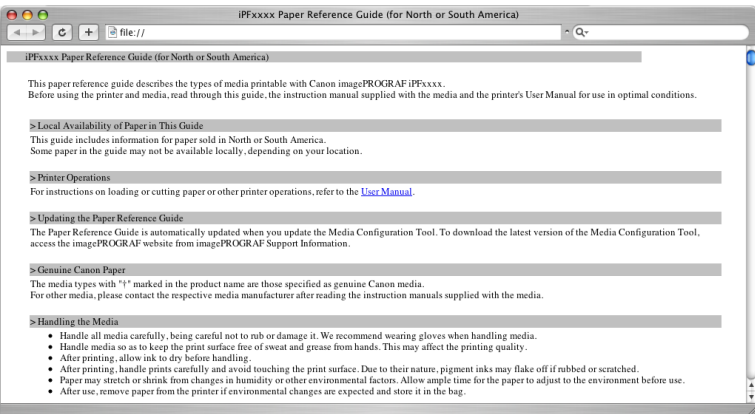 iPFxxxx Paper Reference Guide (for North or South America)
file://
iPFxxxx Paper Reference Guide (for North or South America)
This paper reference guide describes the types of media printable with Canon imagePROGRAF iPFxxxx.
Before using the printer and media, read through this guide, the instruction manual supplied with the media and the printer's User Manual for use in optimal conditions.
> Local Availability of Paper in This Guide
This guide includes information for paper sold in North or South America.
Some paper in the guide may not be available locally, depending on your location.
> Printer Operations
For instructions on loading or cutting paper or other printer operations, refer to the User Manual.
> Updating the Paper Reference Guide
The Paper Reference Guide is automatically updated when you update the Media Configuration Tool. To download the latest version of the Media Configuration Tool,
access the imagePROGRAF website from imagePROGRAF Support Information.
> Genuine Canon Paper
The media types with "†" marked in the product name are those specified as genuine Canon media.
For other media, please contact the respective media manufacturer after reading the instruction manuals supplied with the media.
> Handling the Media
• Handle all media carefully, being careful not to rub or damage it. We recommend wearing gloves when handling media.
• Handle media so as to keep the print surface free of sweat and grease from hands. This may affect the printing quality.
• After printing, allow ink to dry before handling.
• After printing, handle prints carefully and avoid touching the print surface. Due to their nature, pigment inks may flake off if rubbed or scratched.
• Paper may stretch or shrink from changes in humidity or other environmental factors. Allow ample time for the paper to adjust to the environment before use.
• After use, remove paper from the printer if environmental changes are expected and store it in the bag.